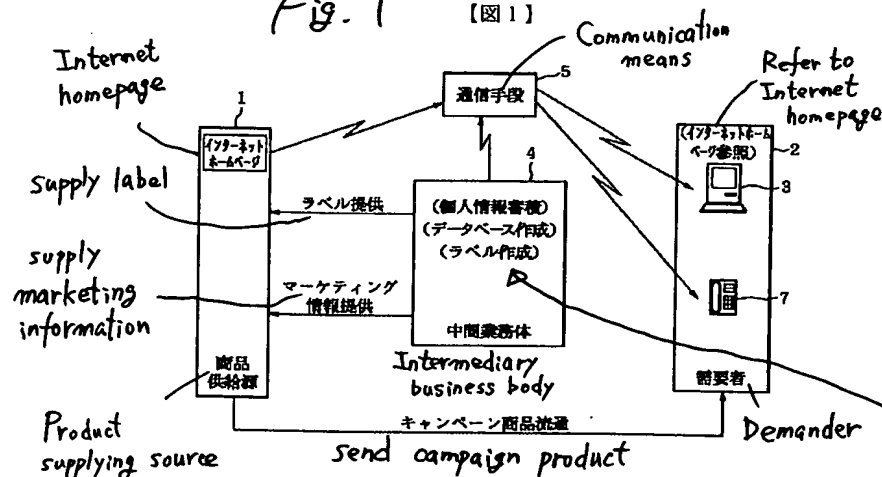 Fig. 1
【図1】
Internet
homepage
Communication
means
Refer to
Internet
homepage
5
通信手段
1
インターネット
ホームページ
(インターネットホーム
ページ参照)
2
3
supply label
ラベル提供
4
(個人情報蓄積)
(データベース作成)
(ラベル作成)
supply
marketing
information
マーケティング
情報提供
7
中間業務体
Intermediary
business body
商品
供給源
需要者
キャンペーン商品流通
Product
supplying source
send campaign product
Demander